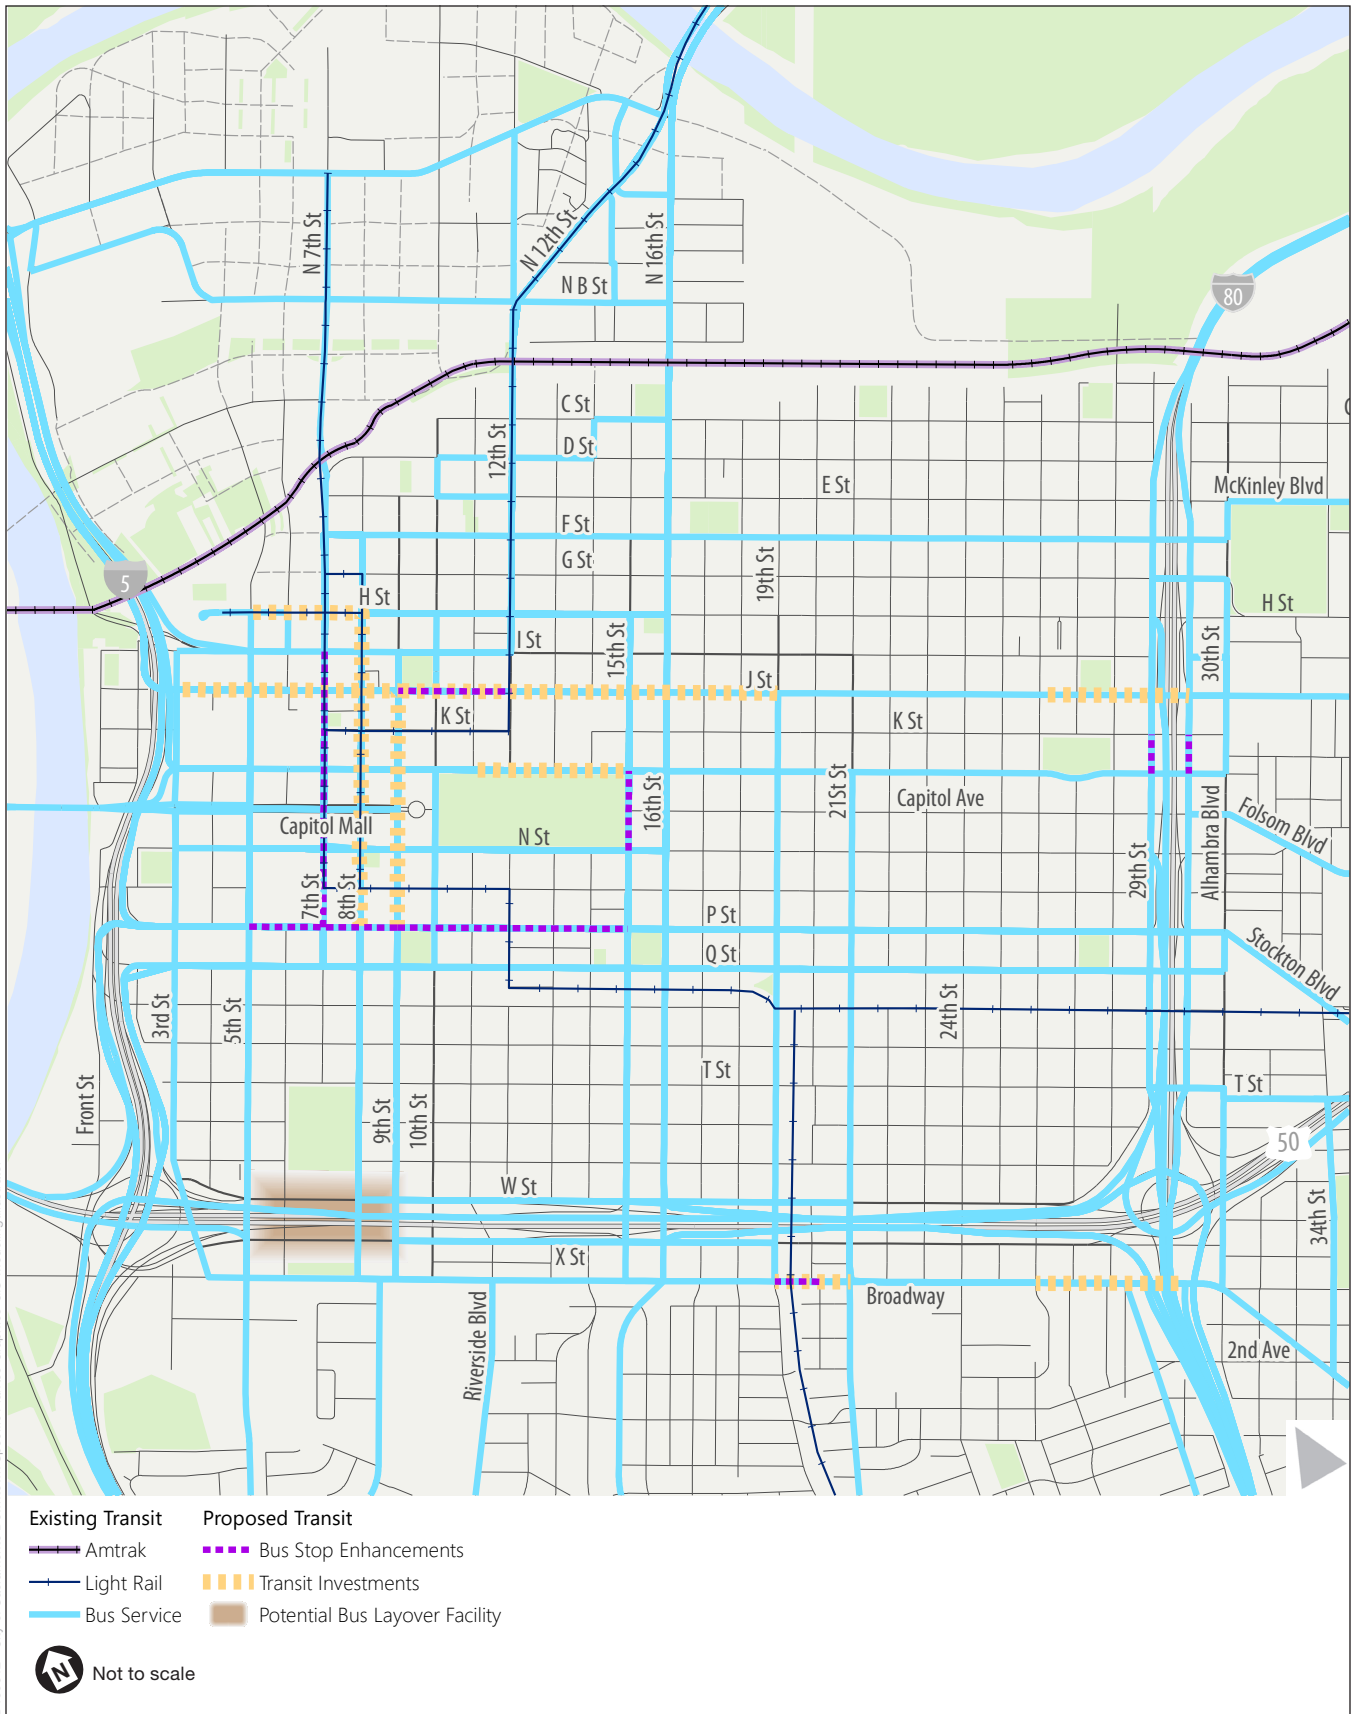 N 7th St
N 12th St
N 16th St
N B St
80
C St
D St
12th St
E St
McKinley Blvd
F St
G St
19th St
5
H St
H St
I St
15th St
30th St
J St
K St
K St
16th St
21St St
Capitol Ave
Capitol Mall
N St
Folsom Blvd
Alhambra Blvd
29th St
7th St
8th St
P St
Q St
Stockton Blvd
3rd St
5th St
24th St
T St
T St
Front St
9th St
10th St
50
W St
34th St
X St
Broadway
Riverside Blvd
2nd Ave
Existing Transit
Amtrak
Light Rail
Bus Service
Proposed Transit
Bus Stop Enhancements
Transit Investments
Potential Bus Layover Facility
N
Not to scale